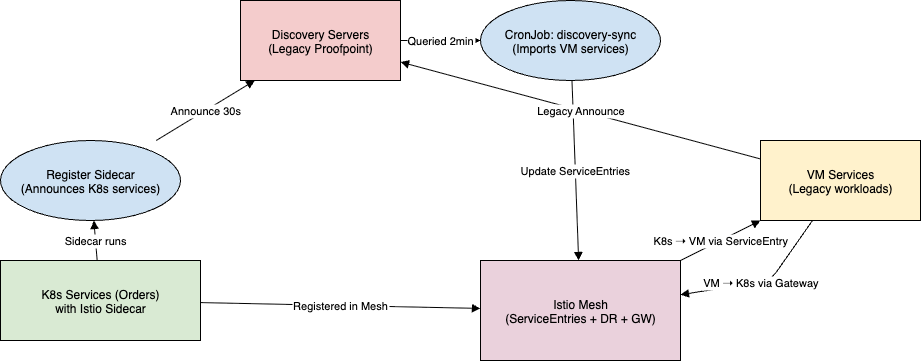 Discovery Servers
(Legacy Proofpoint)
Queried 2min
CronJob: discovery-sync
(Imports VM services)
Announce 30s
Legacy Announce
Register Sidecar
(Announces K8s services)
Update ServiceEntries
VM Services
(Legacy workloads)
Sidecar runs
K8s → VM via ServiceEntry
VM → K8s via Gateway
K8s Services (Orders)
with Istio Sidecar
Registered in Mesh
Istio Mesh
(ServiceEntries + DR + GW)